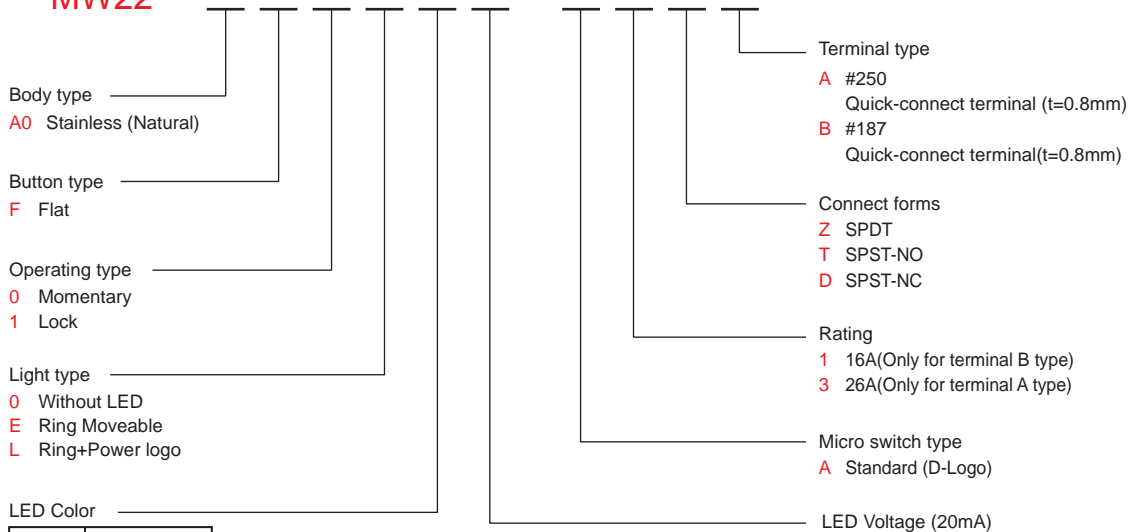 MW22
Body type
A0 Stainless (Natural)
Button type
F Flat
Operating type
0 Momentary
1 Lock
Light type
0 Without LED
E Ring Moveable
L Ring+Power logo
LED Color
Terminal type
A #250
Quick-connect terminal (t=0.8mm)
B #187
Quick-connect terminal(t=0.8mm)
Connect forms
Z SPDT
T SPST-NO
D SPST-NC
Rating
1 16A(Only for terminal B type)
3 26A(Only for terminal A type)
Micro switch type
A Standard (D-Logo)
LED Voltage (20mA)